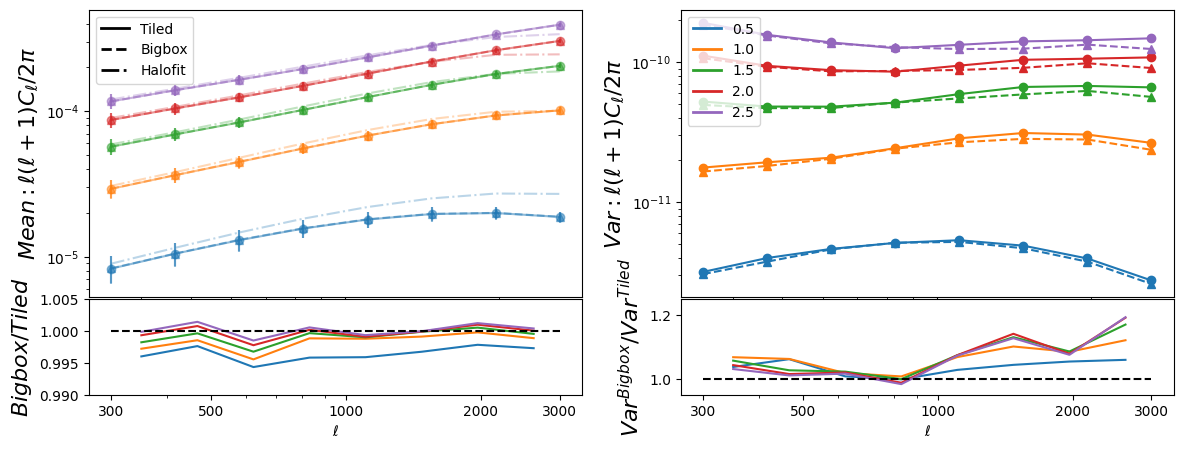 Mean : ℓ(ℓ + 1)Cℓ/2π
10⁻⁴
10⁻⁵
Tiled
Bigbox
Halofit
Bigbox/Tiled
1.005
1.000
0.995
0.990
300
500
1000
2000
3000
ℓ
Var : ℓ(ℓ + 1)Cℓ/2π
10⁻¹⁰
10⁻¹¹
0.5
1.0
1.5
2.0
2.5
Var^Bigbox/Var^Tiled
1.2
1.0
300
500
1000
2000
3000
ℓ